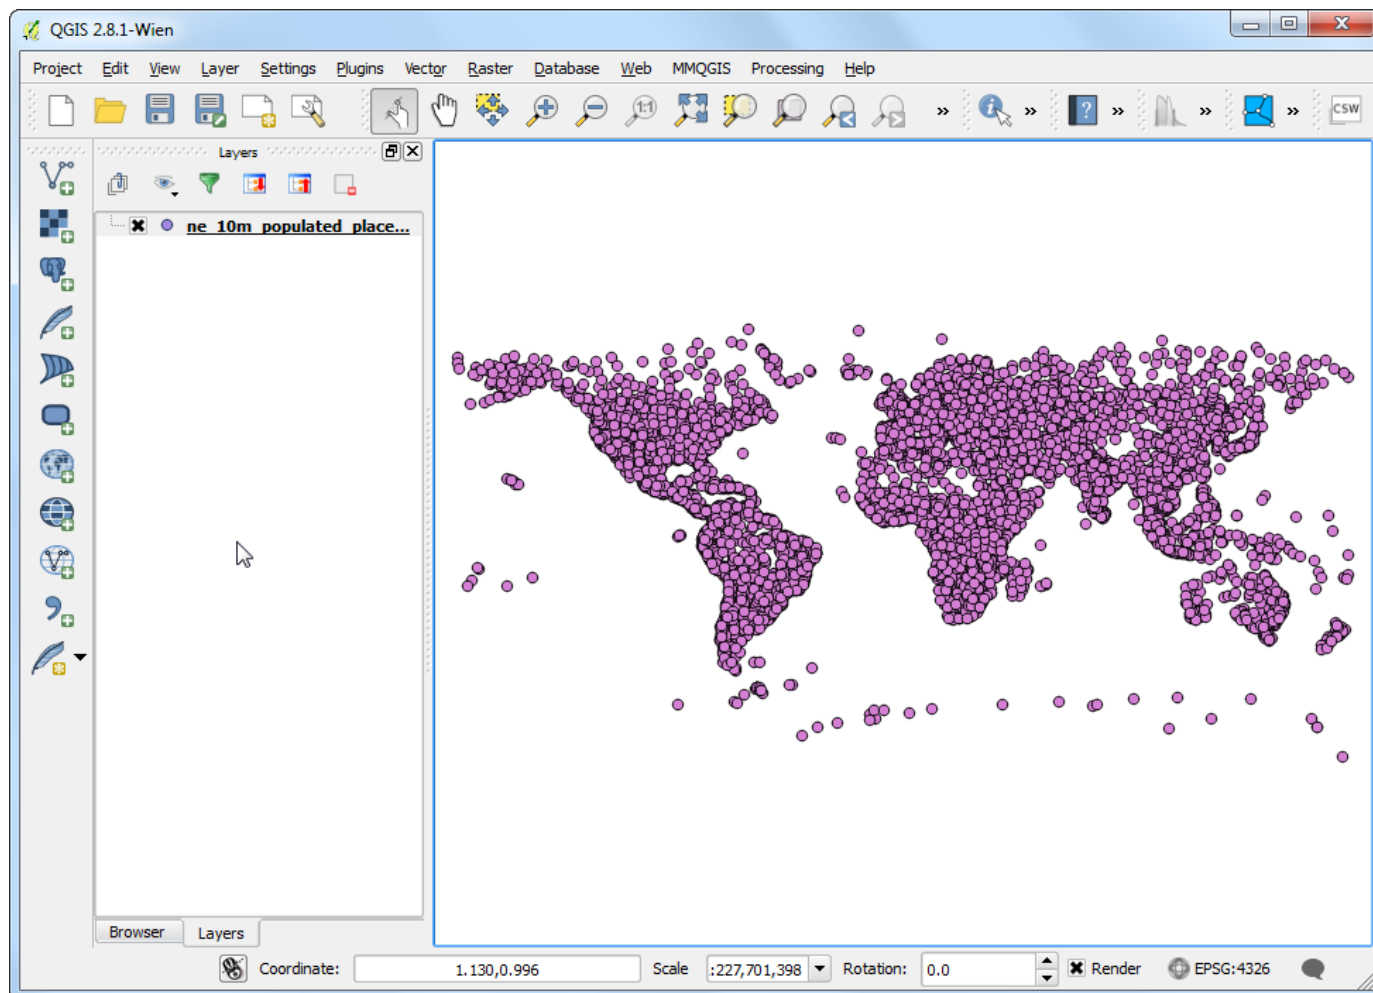 QGIS 2.8.1-Wien
Project Edit View Layer Settings Plugins Vector Raster Database Web MMQGIS Processing Help
1:1 » » ? » » » CSW
Layers
ne_10m_populated_place...
Browser Layers
Coordinate: 1.130,0.996 Scale :227,701,398 Rotation: 0.0 Render EPSG:4326